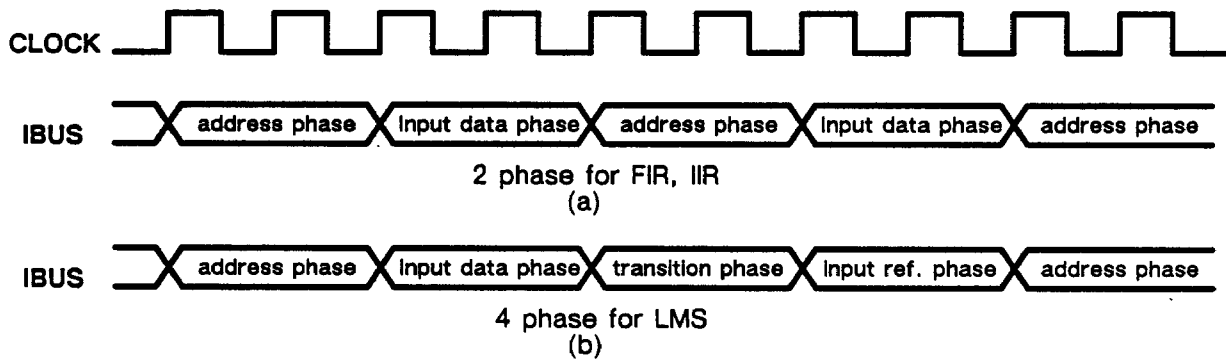 CLOCK
IBUS address phase Input data phase address phase Input data phase address phase
2 phase for FIR, IIR
(a)
IBUS address phase Input data phase transition phase Input ref. phase address phase
4 phase for LMS
(b)